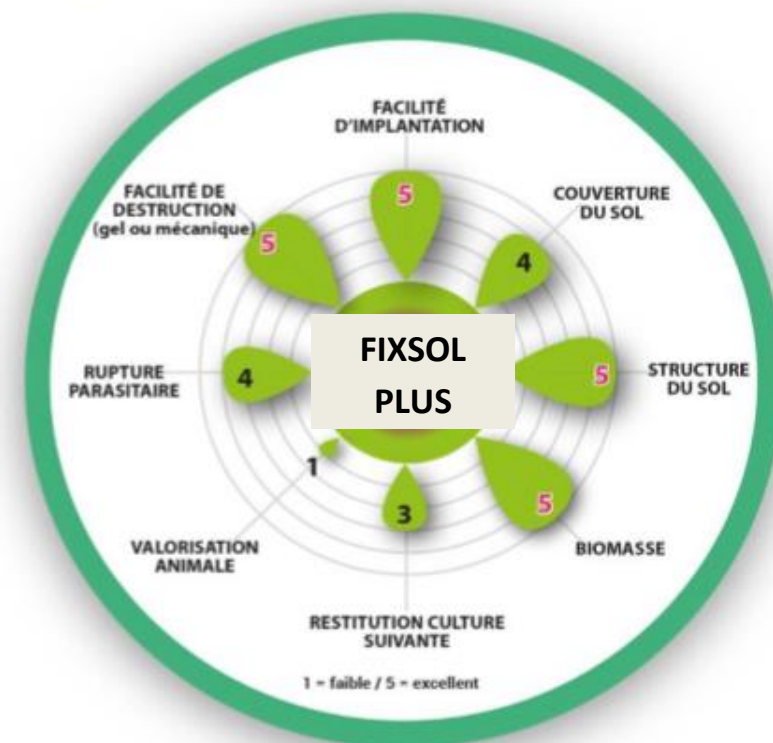 FACILITÉ
D'IMPLANTATION
5
COUVERTURE
DU SOL
4
STRUCTURE
DU SOL
5
BIOMASSE
5
RESTITUTION CULTURE
SUIVANTE
3
VALORISATION
ANIMALE
1
RUPTURE
PARASITAIRE
4
FACILITÉ DE
DESTRUCTION
(gel ou mécanique)
5
FIXSOL
PLUS
1 = faible / 5 = excellent